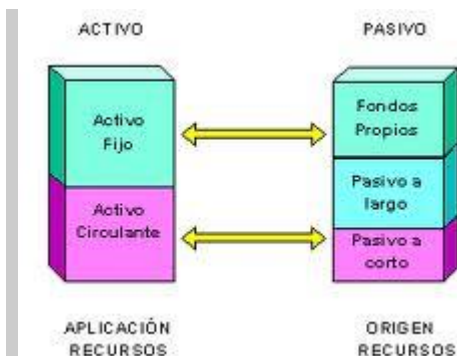 ACTIVO
PASIVO
Activo
Fijo
Activo
Circulante
Fondos
Propios
Pasivo a
largo
Pasivo a
corto
APLICACIÓN
RECURSOS
ORIGEN
RECURSOS